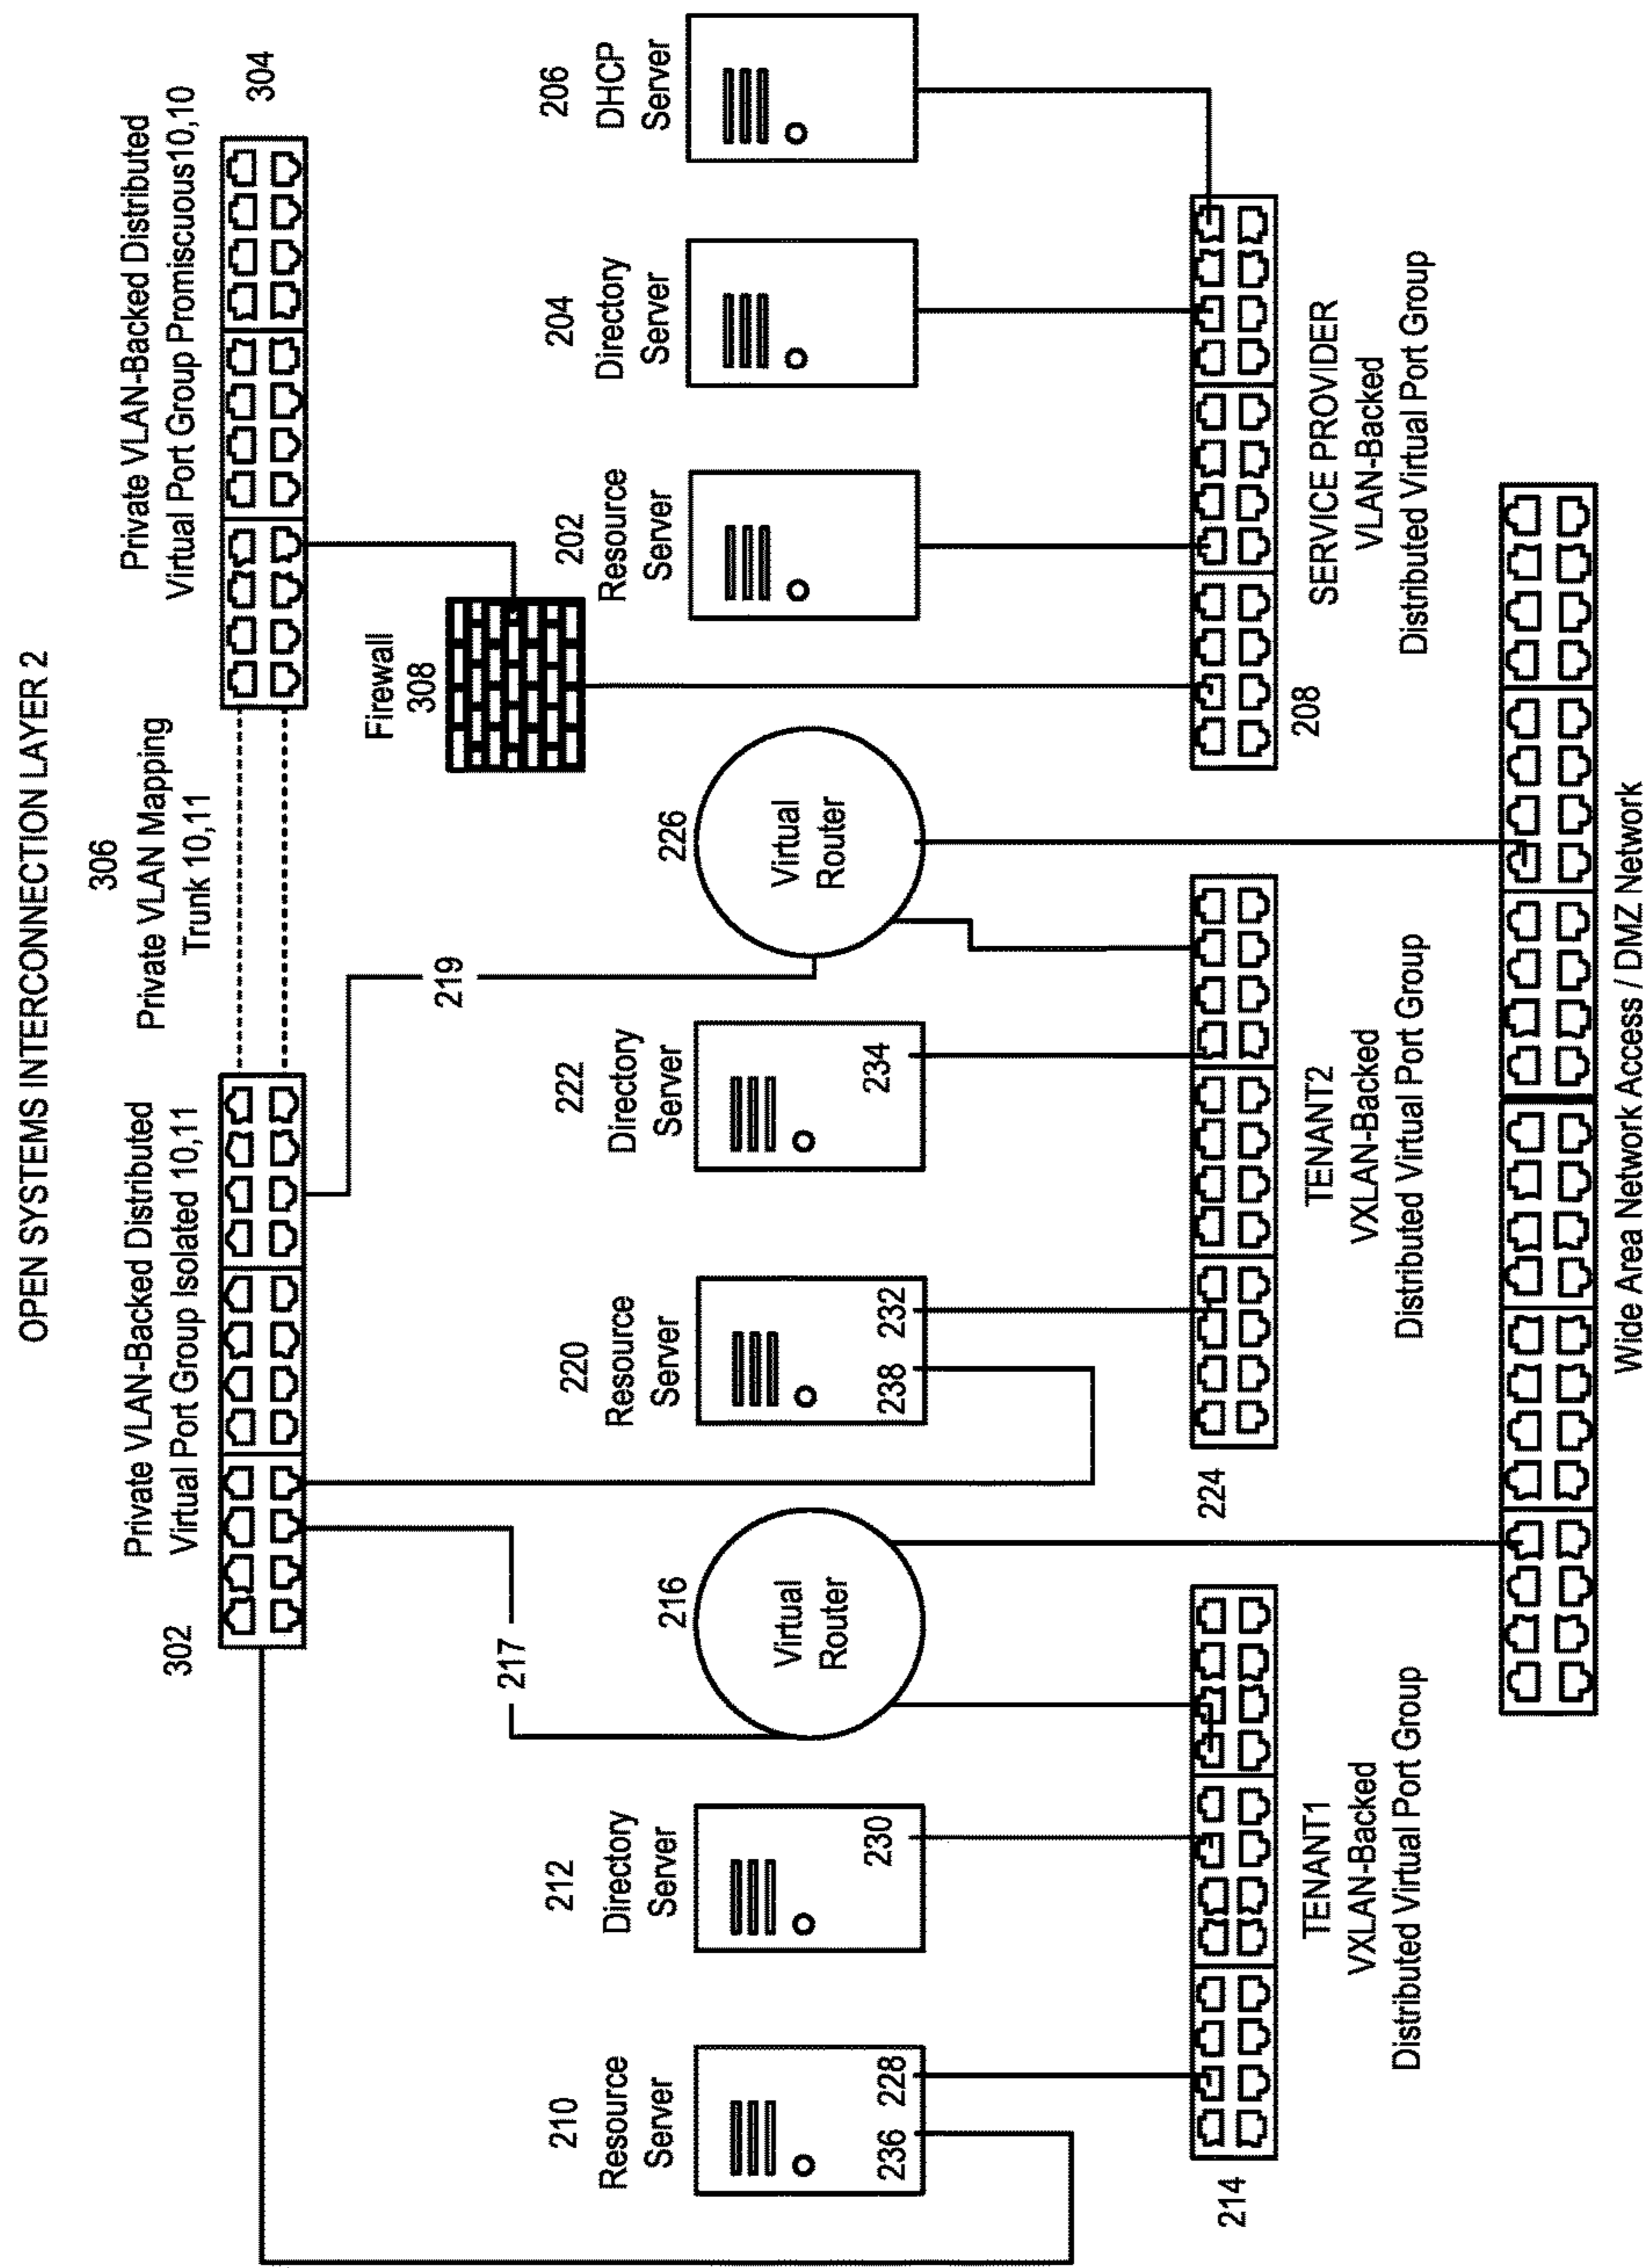 OPEN SYSTEMS INTERCONNECTION LAYER 2
306
Private VLAN Mapping
Trunk 10,11
Private VLAN-Backed Distributed
Virtual Port Group Isolated 10,11
302
Private VLAN-Backed Distributed
Virtual Port Group Promiscuous10,10
304
217
219
Firewall
308
210
Resource
Server
236
228
212
Directory
Server
230
216
Virtual
Router
220
Resource
Server
238
232
222
Directory
Server
234
226
Virtual
Router
202
Resource
Server
204
Directory
Server
206
DHCP
Server
214
TENANT1
VXLAN-Backed
Distributed Virtual Port Group
224
TENANT2
VXLAN-Backed
Distributed Virtual Port Group
208
SERVICE PROVIDER
VLAN-Backed
Distributed Virtual Port Group
Wide Area Network Access / DMZ Network